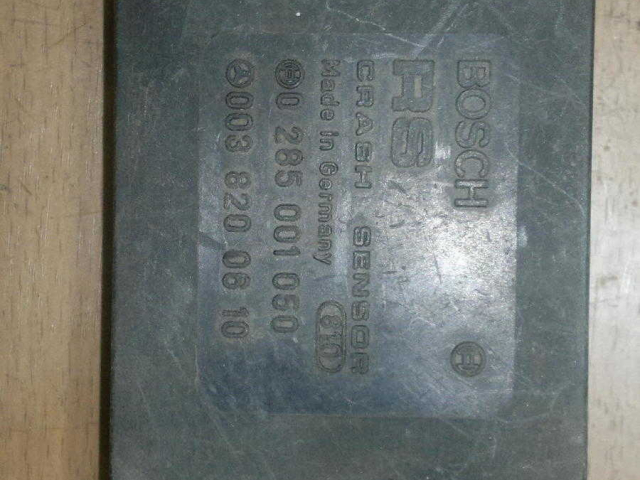 BOSCH
RS
CRASH SENSOR
Made in Germany
0 285 001 050
003 820 06 10